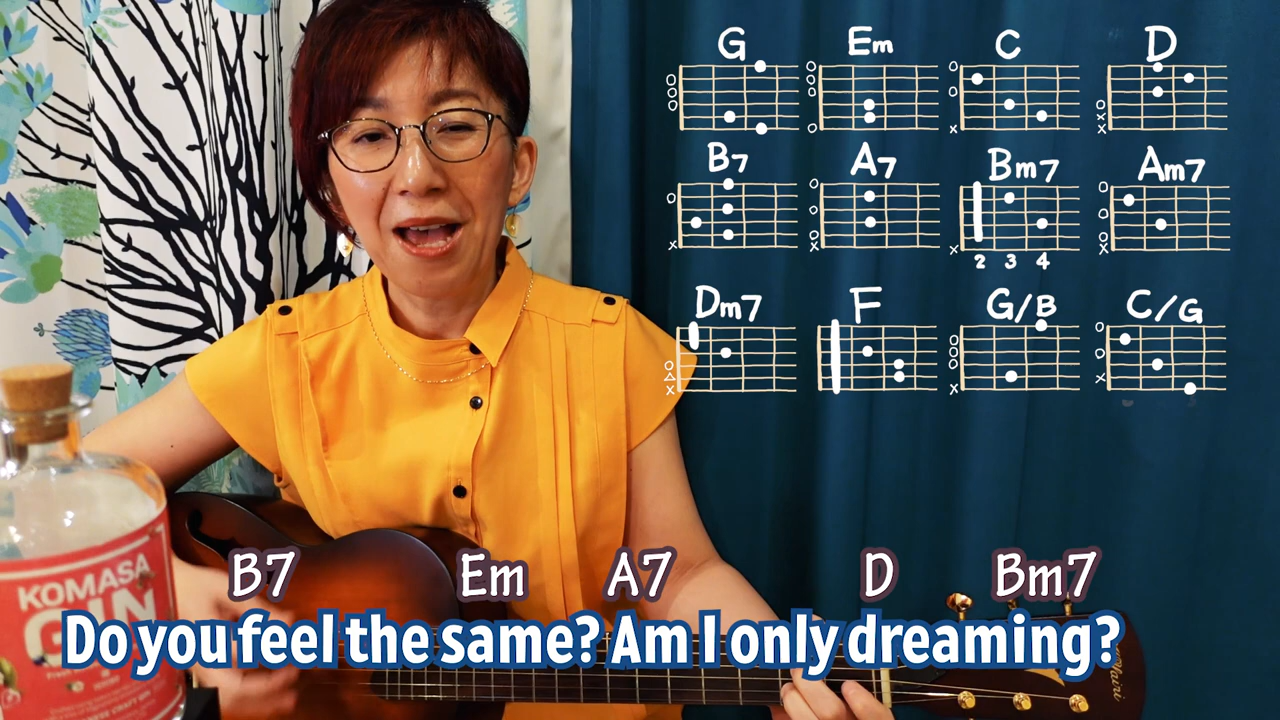 G Em C D
B7 A7 Bm7 Am7
2 3 4
Dm7 F G/B C/G
KOMASA
GIN
B7 Em A7 D Bm7
Do you feel the same? Am I only dreaming?